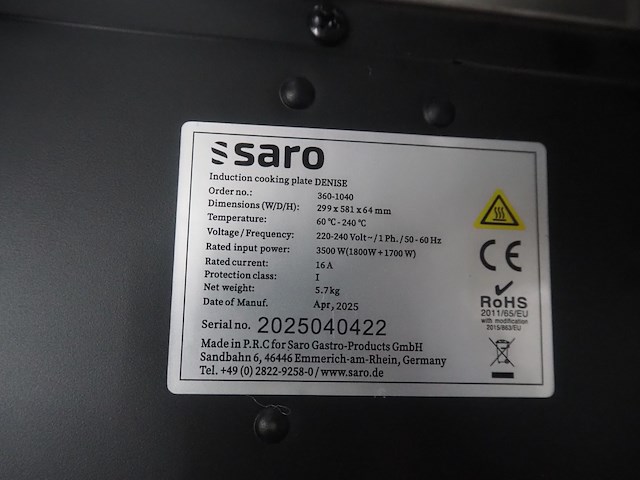 saro
Induction cooking plate DENISE
Order no.: 360-1040
Dimensions (W/D/H): 299 x 581 x 64 mm
Temperature: 60 °C - 240 °C
Voltage / Frequency: 220-240 Volt~ / 1 Ph. / 50 - 60 Hz
Rated input power: 3500 W (1800W + 1700 W)
Rated current: 16 A
Protection class: I
Net weight: 5.7 kg
Date of Manuf. Apr, 2025
Serial no. 2025040422
Made in P.R.C for Saro Gastro-Products GmbH
Sandbahn 6, 46446 Emmerich-am-Rhein, Germany
Tel. +49 (0) 2822-9258-0 / www.saro.de
CE
RoHS
2011/65/EU
with modification
2015/863/EU